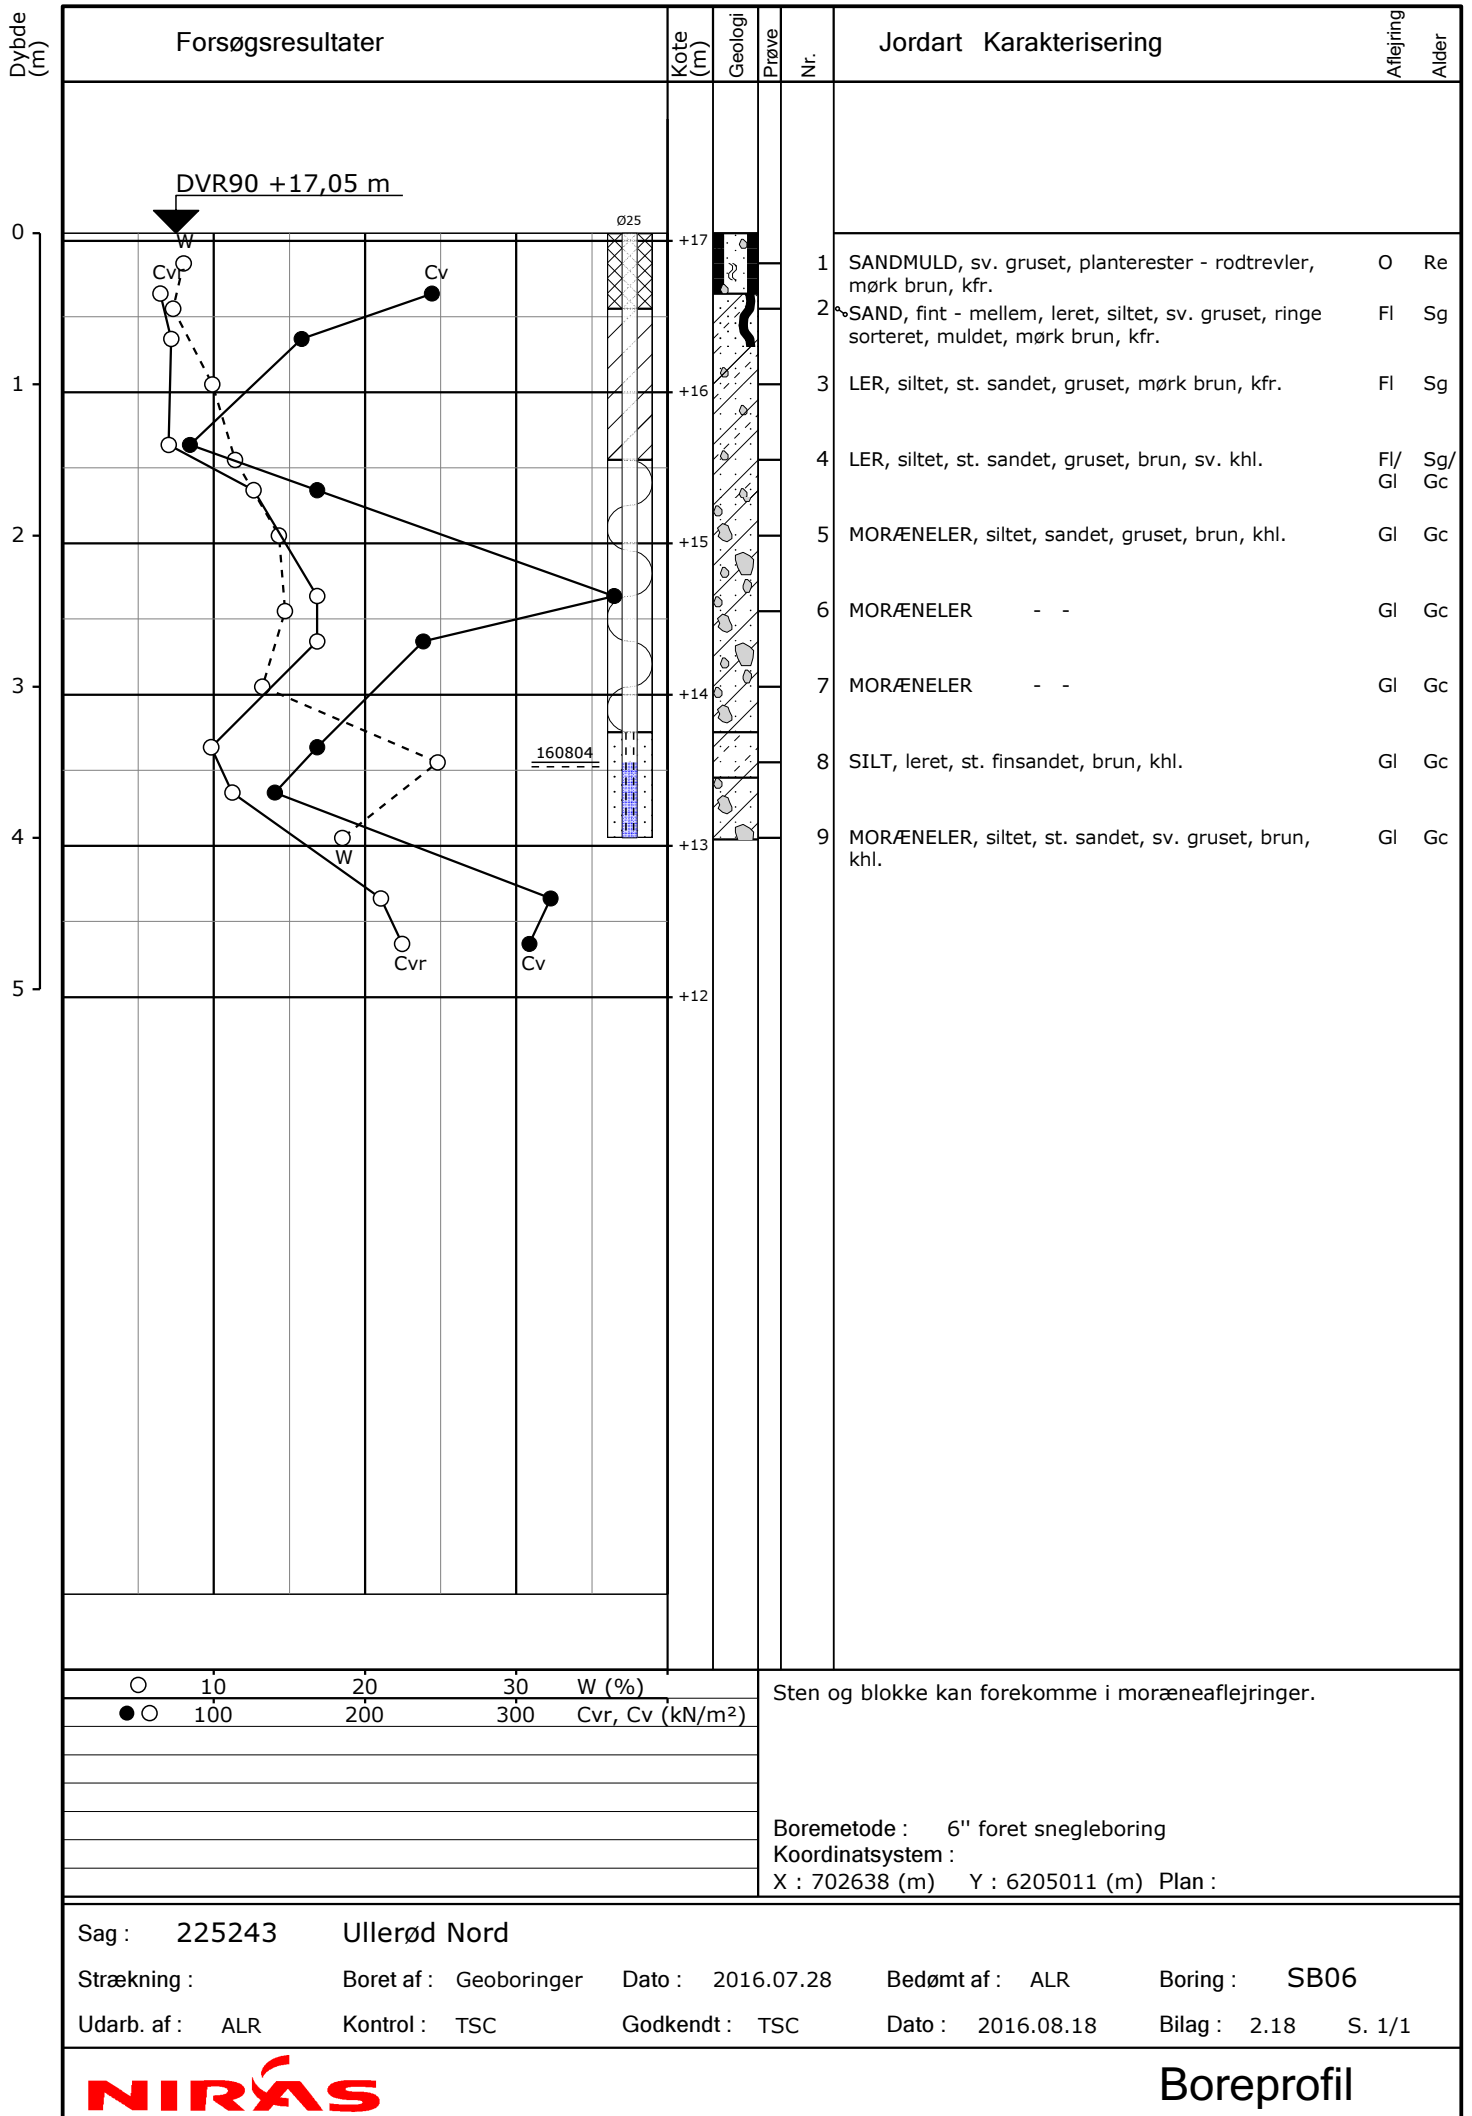 Dybde (m)
Forsøgsresultater
Kote (m)
Geologi
Prøve
Nr.
Jordart Karakterisering
Aflejring
Alder
DVR90 +17,05 m
Ø25
0
W
+17
Cvr
Cv
1 SANDMULD, sv. gruset, planterester - rodtrevler, O Re
mørk brun, kfr.
2 SAND, fint - mellem, leret, siltet, sv. gruset, ringe Fl Sg
sorteret, muldet, mørk brun, kfr.
1
+16
3 LER, siltet, st. sandet, gruset, mørk brun, kfr. Fl Sg
4 LER, siltet, st. sandet, gruset, brun, sv. khl. Fl/ Sg/
Gl Gc
2
+15
5 MORÆNELER, siltet, sandet, gruset, brun, khl. Gl Gc
6 MORÆNELER - - Gl Gc
3
+14
7 MORÆNELER - - Gl Gc
160804
8 SILT, leret, st. finsandet, brun, khl. Gl Gc
4
+13
W
9 MORÆNELER, siltet, st. sandet, sv. gruset, brun, Gl Gc
khl.
Cvr
Cv
5
+12
10 20 30 W (%)
100 200 300 Cvr, Cv (kN/m²)
Sten og blokke kan forekomme i moræneaflejringer.
Boremetode : 6" foret snegleboring
Koordinatsystem :
X : 702638 (m) Y : 6205011 (m) Plan :
Sag : 225243 Ullerød Nord
Strækning : Boret af : Geoboringer Dato : 2016.07.28 Bedømt af : ALR Boring : SB06
Udarb. af : ALR Kontrol : TSC Godkendt : TSC Dato : 2016.08.18 Bilag : 2.18 S. 1/1
NIRAS
Boreprofil